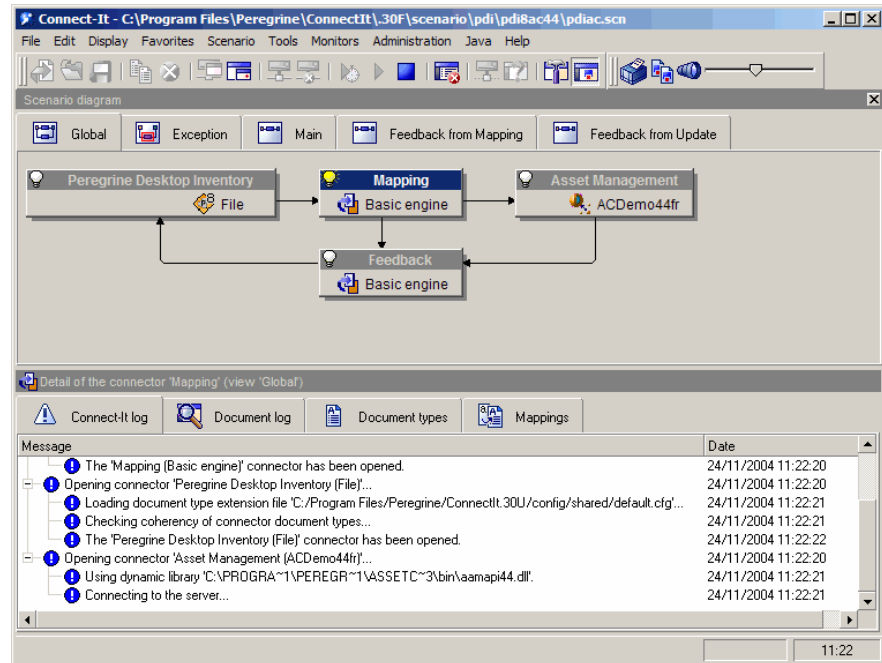 Connect-It - C:\Program Files\Peregrine\ConnectIt\.30F\scenario\pdi\pdi8ac44\pdiac.scn
File Edit Display Favorites Scenario Tools Monitors Administration Java Help
Scenario diagram
Global Exception Main Feedback from Mapping Feedback from Update
Peregrine Desktop Inventory Mapping Asset Management
File Basic engine ACDemo44fr
Feedback
Basic engine
Detail of the connector 'Mapping' (view 'Global')
Connect-It log Document log Document types Mappings
Message Date
The 'Mapping (Basic engine)' connector has been opened. 24/11/2004 11:22:20
Opening connector 'Peregrine Desktop Inventory (File)'... 24/11/2004 11:22:20
Loading document type extension file 'C:/Program Files/Peregrine/ConnectIt.30U/config/shared/default.cfg'... 24/11/2004 11:22:21
Checking coherency of connector document types... 24/11/2004 11:22:21
The 'Peregrine Desktop Inventory (File)' connector has been opened. 24/11/2004 11:22:22
Opening connector 'Asset Management (ACDemo44fr)'... 24/11/2004 11:22:20
Using dynamic library 'C:\PROGRA~1\PEREGR~1\ASSETC~3\bin\aamapi44.dll'. 24/11/2004 11:22:21
Connecting to the server... 24/11/2004 11:22:21
11:22